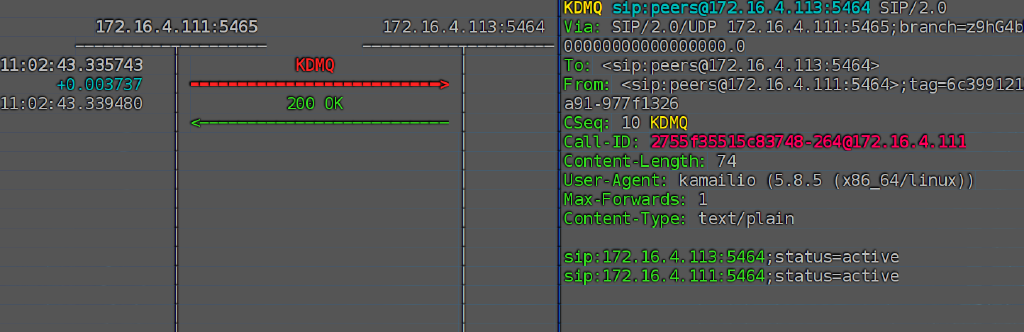 172.16.4.111:5465
172.16.4.113:5464
11:02:43.335743
+0.003737
11:02:43.339480
KDMQ
200 OK
KDMQ sip:peers@172.16.4.113:5464 SIP/2.0
Via: SIP/2.0/UDP 172.16.4.111:5465;branch=z9hG4b
00000000000000000.0
To: <sip:peers@172.16.4.113:5464>
From: <sip:peers@172.16.4.111:5464>;tag=6c399121
a91-977f1326
CSeq: 10 KDMQ
Call-ID: 2755f35515c83748-264@172.16.4.111
Content-Length: 74
User-Agent: kamailio (5.8.5 (x86_64/linux))
Max-Forwards: 1
Content-Type: text/plain
sip:172.16.4.113:5464;status=active
sip:172.16.4.111:5464;status=active